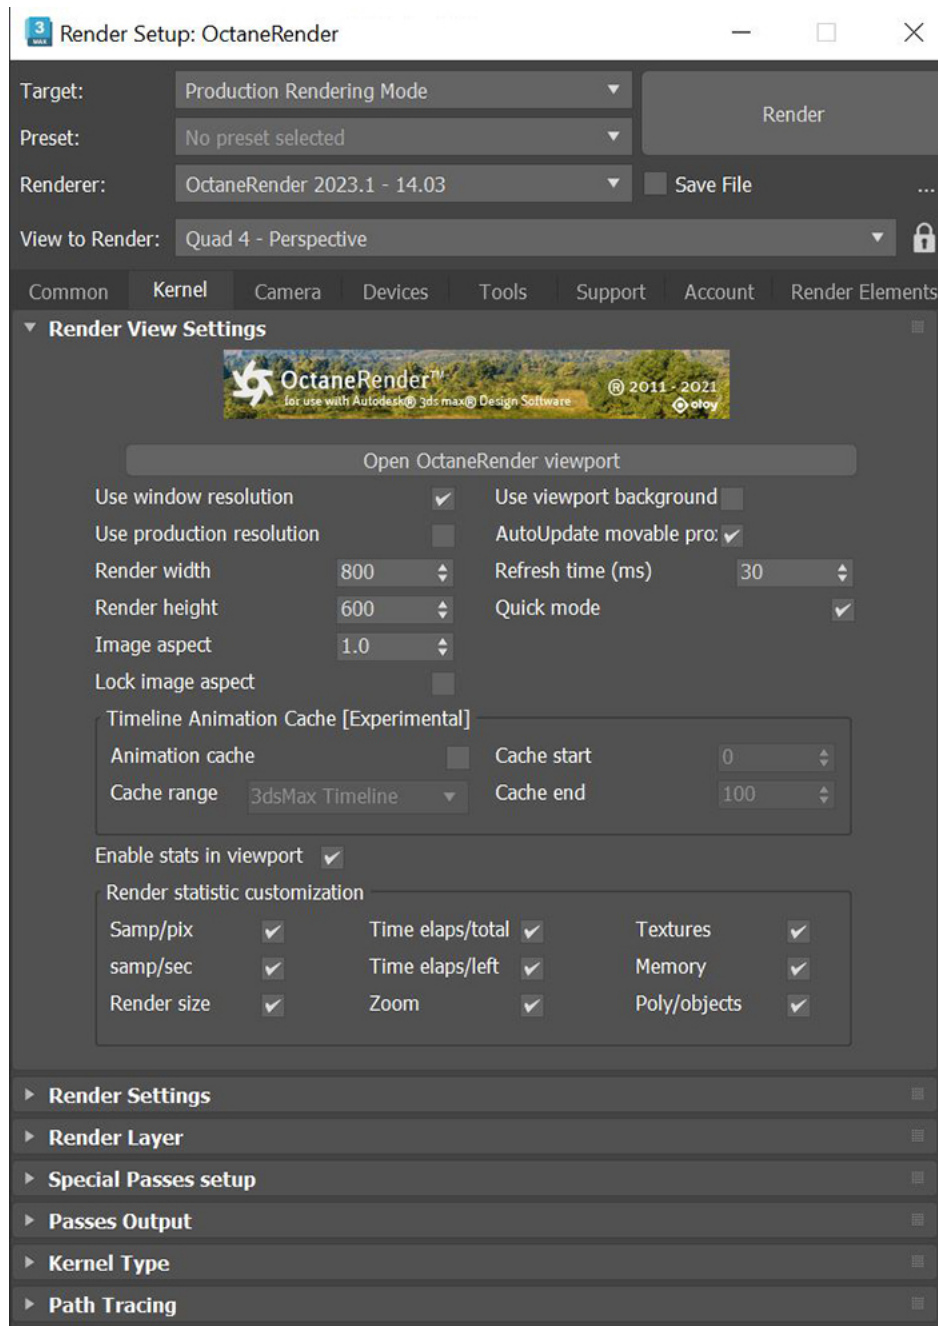 3
MAX
Render Setup: OctaneRender
Target: Production Rendering Mode
Render
Preset: No preset selected
Renderer: OctaneRender 2023.1 - 14.03 Save File ...
View to Render: Quad 4 - Perspective
Common Kernel Camera Devices Tools Support Account Render Elements
Render View Settings
OctaneRender™ ® 2011 - 2021
for use with Autodesk® 3ds max® Design Software otoy
Open OctaneRender viewport
Use window resolution Use viewport background
Use production resolution AutoUpdate movable pro:
Render width 800 Refresh time (ms) 30
Render height 600 Quick mode
Image aspect 1.0
Lock image aspect
Timeline Animation Cache [Experimental]
Animation cache Cache start 0
Cache range 3dsMax Timeline Cache end 100
Enable stats in viewport
Render statistic customization
Samp/pix Time elaps/total Textures
samp/sec Time elaps/left Memory
Render size Zoom Poly/objects
Render Settings
Render Layer
Special Passes setup
Passes Output
Kernel Type
Path Tracing